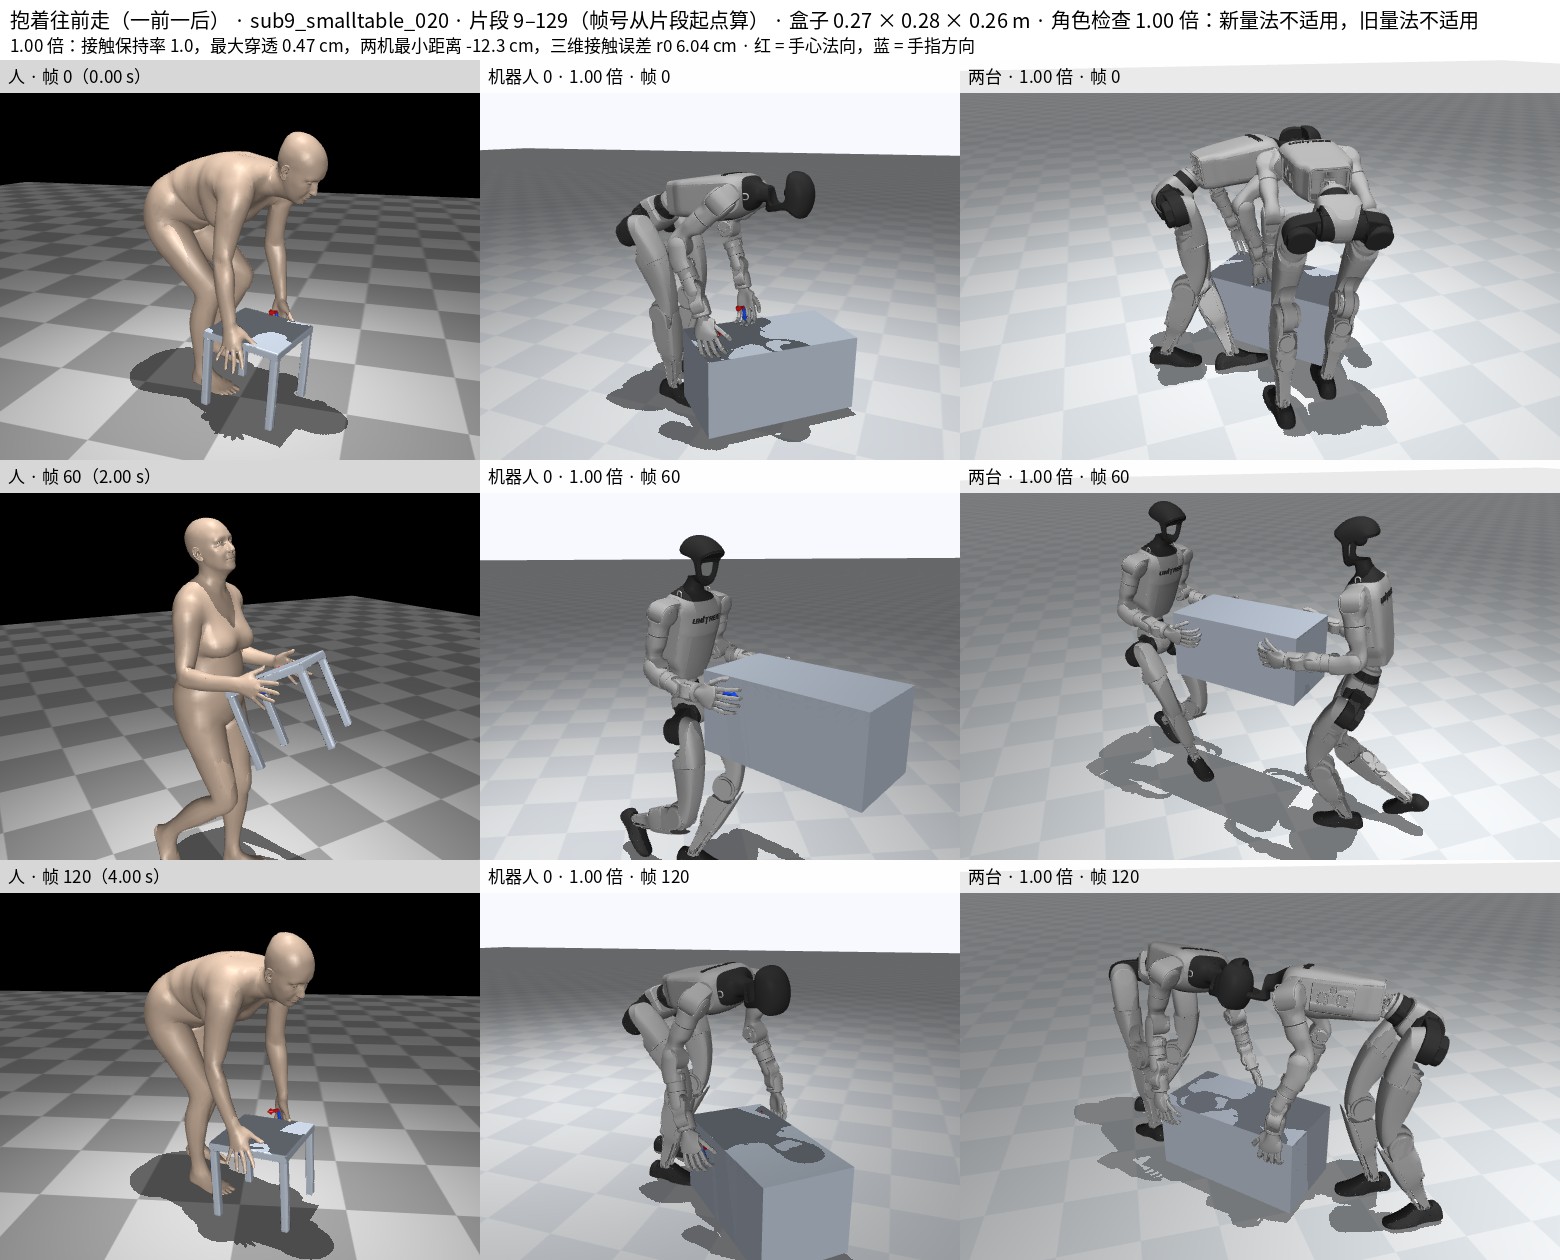 抱着往前走（一前一后） · sub9_smalltable_020 · 片段 9–129（帧号从片段起点算） · 盒子 0.27 × 0.28 × 0.26 m · 角色检查 1.00 倍：新量法不适用，旧量法不适用
1.00 倍：接触保持率 1.0，最大穿透 0.47 cm，两机最小距离 -12.3 cm，三维接触误差 r0 6.04 cm · 红 = 手心法向，蓝 = 手指方向
人 · 帧 0（0.00 s）
机器人 0 · 1.00 倍 · 帧 0
两台 · 1.00 倍 · 帧 0
人 · 帧 60（2.00 s）
机器人 0 · 1.00 倍 · 帧 60
两台 · 1.00 倍 · 帧 60
人 · 帧 120（4.00 s）
机器人 0 · 1.00 倍 · 帧 120
两台 · 1.00 倍 · 帧 120